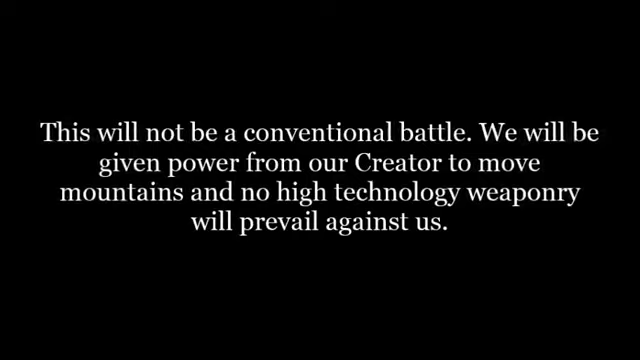 This will not be a conventional battle. We will be
given power from our Creator to move
mountains and no high technology weaponry
will prevail against us.